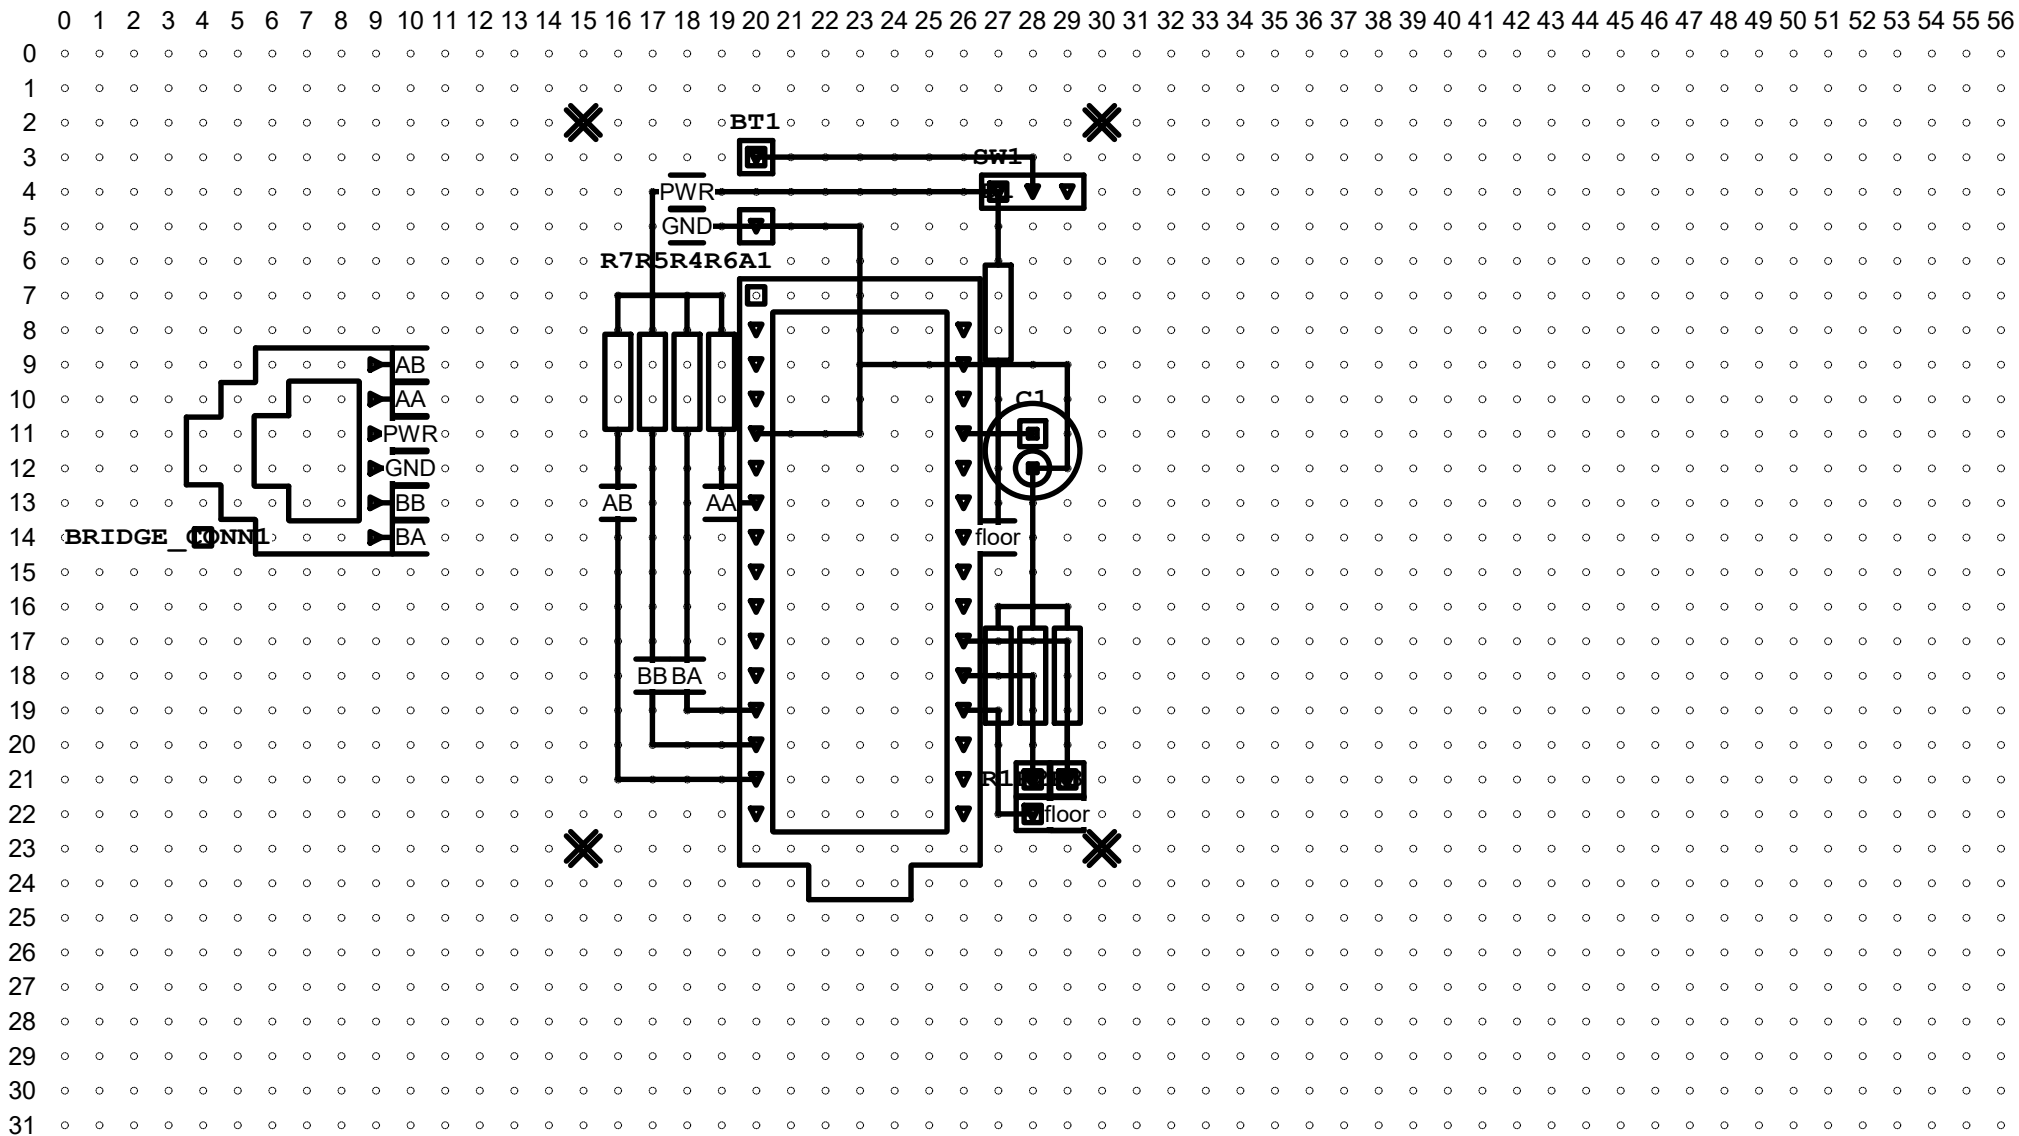 0 1 2 3 4 5 6 7 8 9 10 11 12 13 14 15 16 17 18 19 20 21 22 23 24 25 26 27 28 29 30 31 32 33 34 35 36 37 38 39 40 41 42 43 44 45 46 47 48 49 50 51 52 53 54 55 56
0
1
2
BT1
3 SW1
4 PWR
5 GND
6 R7R5R4R6A1
7
8
9 AB
10 AA C1
11 PWR
12 GND
13 BB AB AA
14 BRIDGE_CONN1 BA floor
15
16
17
18 BB BA
19
20
21 R1
22 floor
23
24
25
26
27
28
29
30
31